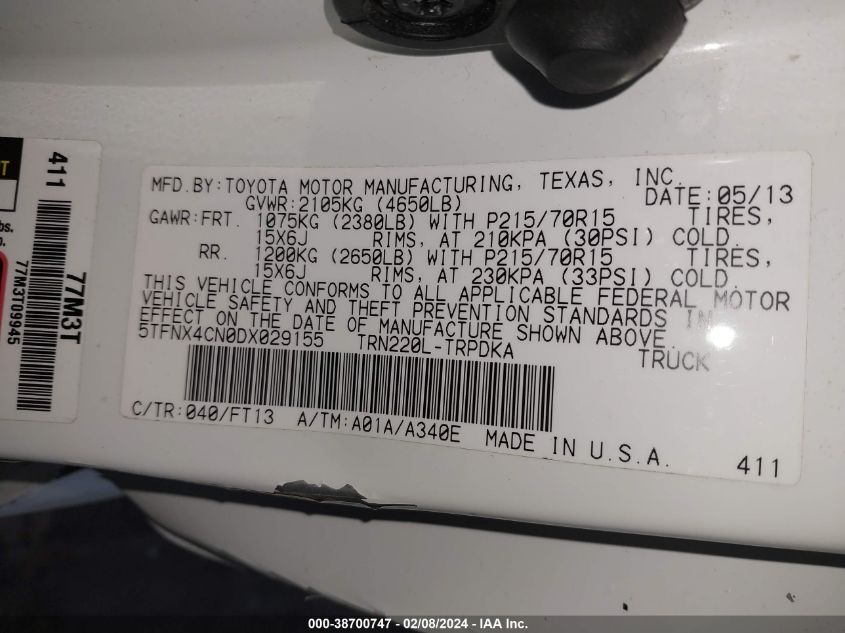 MFD.BY:TOYOTA MOTOR MANUFACTURING, TEXAS, INC. DATE:05/13
GVWR:2105KG (4650LB)
GAWR:FRT. 1075KG (2380LB) WITH P215/70R15 TIRES,
15X6J RIMS, AT 210KPA (30PSI) COLD.
RR. 1200KG (2650LB) WITH P215/70R15 TIRES,
15X6J RIMS, AT 230KPA (33PSI) COLD.
THIS VEHICLE CONFORMS TO ALL APPLICABLE FEDERAL MOTOR
VEHICLE SAFETY AND THEFT PREVENTION STANDARDS IN
EFFECT ON THE DATE OF MANUFACTURE SHOWN ABOVE.
5TFNX4CN0DX029155 TRN220L-TRPDKA TRUCK
C/TR:040/FT13 A/TM:A01A/A340E MADE IN U.S.A. 411
411
77M3T
77M3T09945
000-38700747 - 02/08/2024 - IAA Inc.